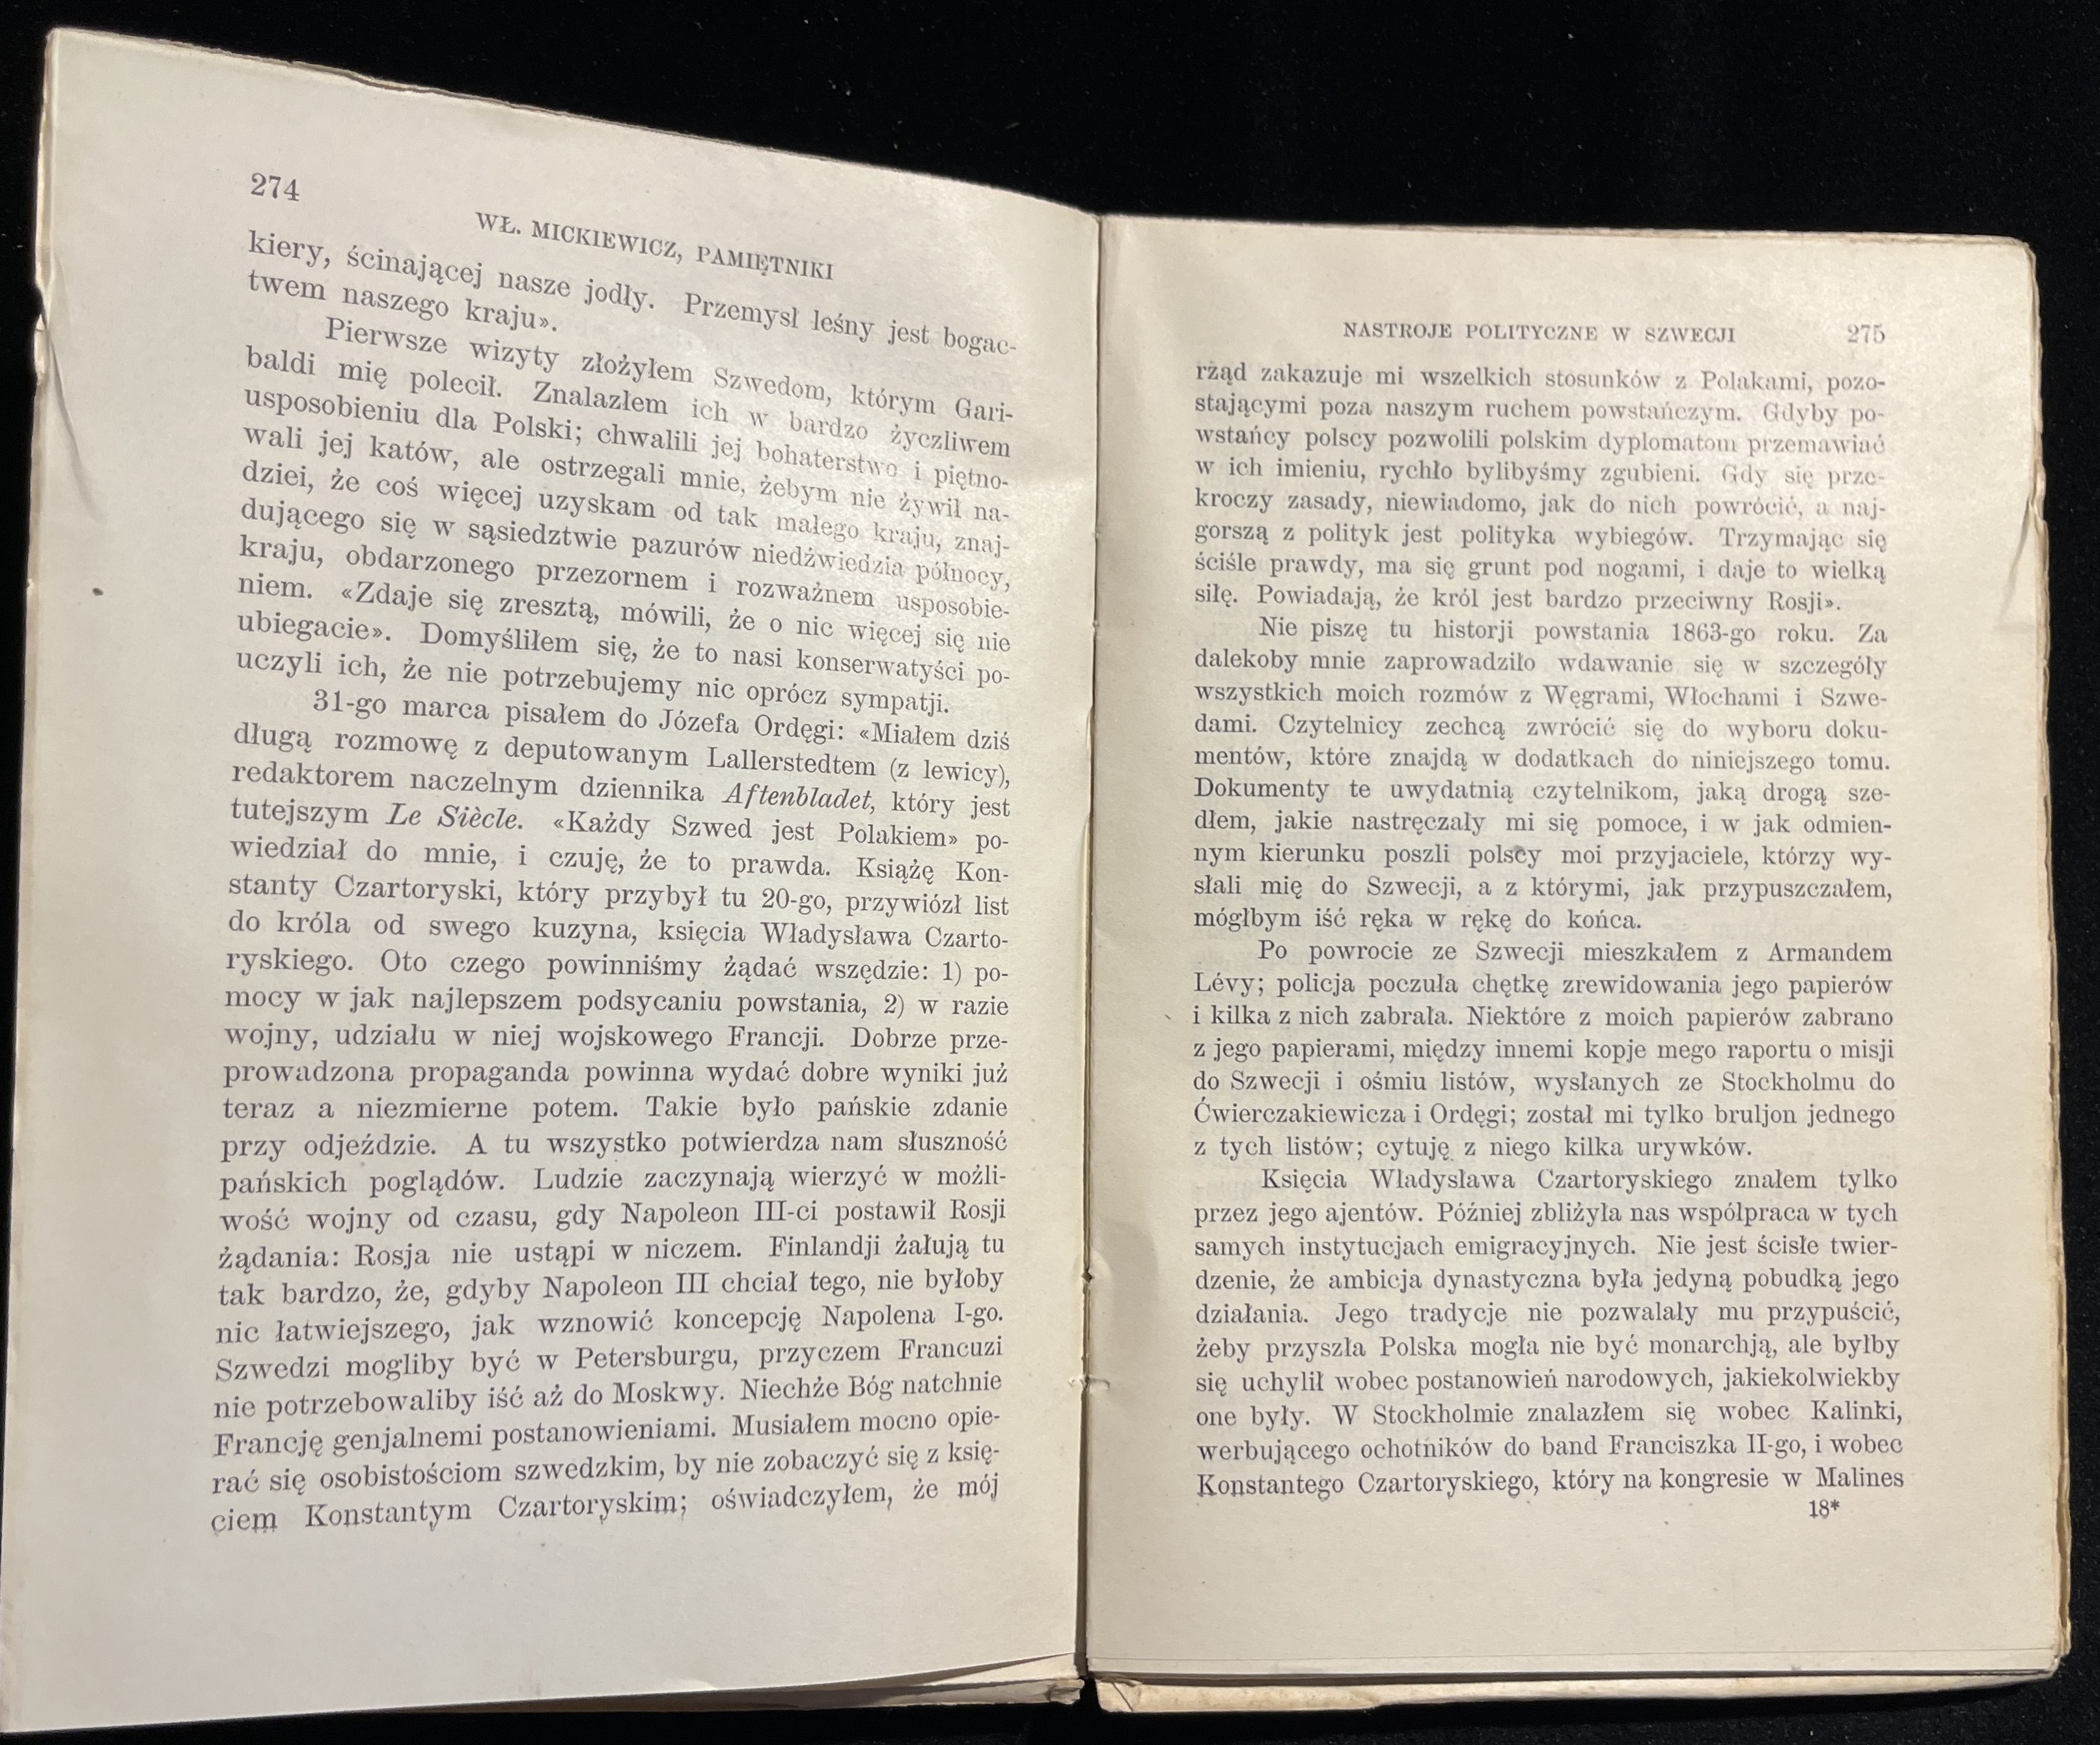 274
WŁ. MICKIEWICZ, PAMIĘTNIKI
kiery, ścinającej nasze jodły. Przemysł leśny jest bogac-
twem naszego kraju».
Pierwsze wizyty złożyłem Szwedom, którym Gari-
baldi mię polecił. Znalazłem ich w bardzo życzliwem
usposobieniu dla Polski; chwalili jej bohaterstwo i piętno-
wali jej katów, ale ostrzegali mnie, żebym nie żywił na-
dziei, że coś więcej uzyskam od tak małego kraju, znaj-
dującego się w sąsiedztwie pazurów niedźwiedzia północy,
kraju, obdarzonego przezornem i rozważnem usposobie-
niem. «Zdaje się zresztą, mówili, że o nic więcej się nie
ubiegacie». Domyśliłem się, że to nasi konserwatyści po-
uczyli ich, że nie potrzebujemy nic oprócz sympatji.
31-go marca pisałem do Józefa Ordęgi: «Miałem dziś
długą rozmowę z deputowanym Lallerstedtem (z lewicy),
redaktorem naczelnym dziennika Aftenbladet, który jest
tutejszym Le Siècle. «Każdy Szwed jest Polakiem» po-
wiedział do mnie, i czuję, że to prawda. Książę Kon-
stanty Czartoryski, który przybył tu 20-go, przywiózł list
do króla od swego kuzyna, księcia Władysława Czarto-
ryskiego. Oto czego powinniśmy żądać wszędzie: 1) po-
mocy w jak najlepszem podsycaniu powstania, 2) w razie
wojny, udziału w niej wojskowego Francji. Dobrze prze-
prowadzona propaganda powinna wydać dobre wyniki już
teraz a niezmierne potem. Takie było pańskie zdanie
przy odjeździe. A tu wszystko potwierdza nam słuszność
pańskich poglądów. Ludzie zaczynają wierzyć w możli-
wość wojny od czasu, gdy Napoleon III-ci postawił Rosji
żądania: Rosja nie ustąpi w niczem. Finlandji żałują tu
tak bardzo, że, gdyby Napoleon III chciał tego, nie byłoby
nic łatwiejszego, jak wznowić koncepcję Napolena I-go.
Szwedzi mogliby być w Petersburgu, przyczem Francuzi
nie potrzebowaliby iść aż do Moskwy. Niechże Bóg natchnie
Francję genjalnemi postanowieniami. Musiałem mocno opie-
rać się osobistościom szwedzkim, by nie zobaczyć się z księ-
ciem Konstantym Czartoryskim; oświadczyłem, że mój
NASTROJE POLITYCZNE W SZWECJI 275
rząd zakazuje mi wszelkich stosunków z Polakami, pozo-
stającymi poza naszym ruchem powstańczym. Gdyby po-
wstańcy polscy pozwolili polskim dyplomatom przemawiać
w ich imieniu, rychło bylibyśmy zgubieni. Gdy się prze-
kroczy zasady, niewiadomo, jak do nich powrócić, a naj-
gorszą z polityk jest polityka wybiegów. Trzymając się
ściśle prawdy, ma się grunt pod nogami, i daje to wielką
siłę. Powiadają, że król jest bardzo przeciwny Rosji».
Nie piszę tu historji powstania 1863-go roku. Za
dalekoby mnie zaprowadziło wdawanie się w szczegóły
wszystkich moich rozmów z Węgrami, Włochami i Szwe-
dami. Czytelnicy zechcą zwrócić się do wyboru doku-
mentów, które znajdą w dodatkach do niniejszego tomu.
Dokumenty te uwydatnią czytelnikom, jaką drogą sze-
dłem, jakie nastręczały mi się pomoce, i w jak odmien-
nym kierunku poszli polscy moi przyjaciele, którzy wy-
słali mię do Szwecji, a z którymi, jak przypuszczałem,
mógłbym iść ręka w rękę do końca.
Po powrocie ze Szwecji mieszkałem z Armandem
Lévy; policja poczuła chętkę zrewidowania jego papierów
i kilka z nich zabrała. Niektóre z moich papierów zabrano
z jego papierami, między innemi kopje mego raportu o misji
do Szwecji i ośmiu listów, wysłanych ze Stockholmu do
Ćwierczakiewicza i Ordęgi; został mi tylko bruljon jednego
z tych listów; cytuję z niego kilka urywków.
Księcia Władysława Czartoryskiego znałem tylko
przez jego ajentów. Później zbliżyła nas współpraca w tych
samych instytucjach emigracyjnych. Nie jest ścisłe twier-
dzenie, że ambicja dynastyczna była jedyną pobudką jego
działania. Jego tradycje nie pozwalały mu przypuścić,
żeby przyszła Polska mogła nie być monarchją, ale byłby
się uchylił wobec postanowień narodowych, jakiekolwiekby
one były. W Stockholmie znalazłem się wobec Kalinki,
werbującego ochotników do band Franciszka II-go, i wobec
Konstantego Czartoryskiego, który na kongresie w Malines
18*